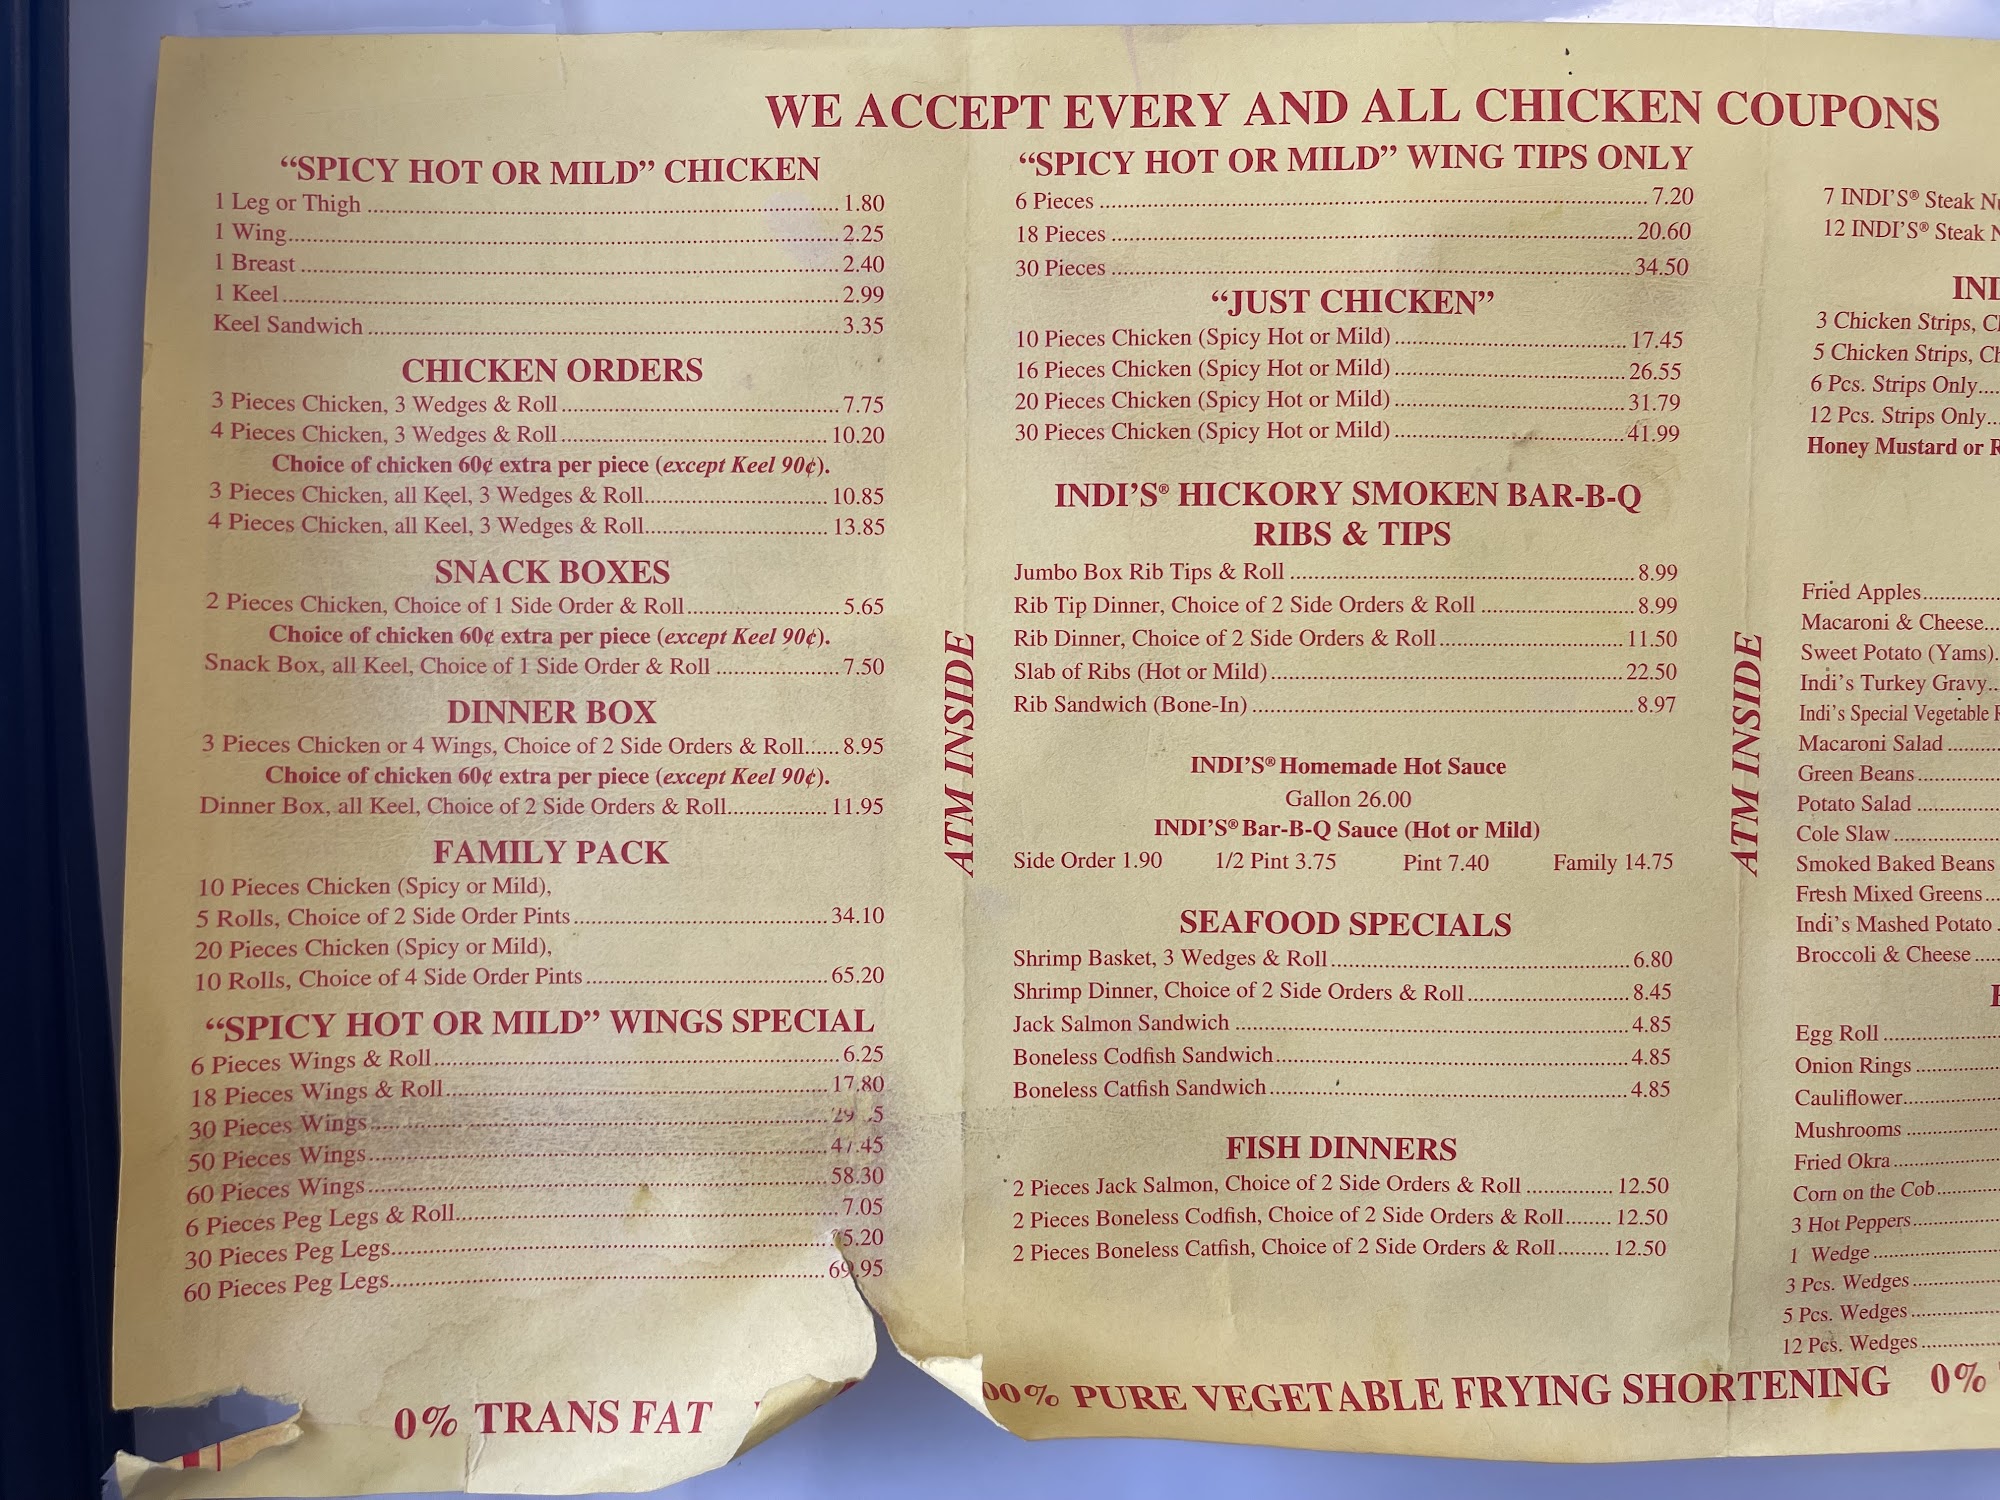 WE ACCEPT EVERY AND ALL CHICKEN COUPONS
“SPICY HOT OR MILD” CHICKEN
1 Leg or Thigh 1.80
1 Wing 2.25
1 Breast 2.40
1 Keel 2.99
Keel Sandwich 3.35
CHICKEN ORDERS
3 Pieces Chicken, 3 Wedges & Roll 7.75
4 Pieces Chicken, 3 Wedges & Roll 10.20
Choice of chicken 60¢ extra per piece (except Keel 90¢).
3 Pieces Chicken, all Keel, 3 Wedges & Roll 10.85
4 Pieces Chicken, all Keel, 3 Wedges & Roll 13.85
SNACK BOXES
2 Pieces Chicken, Choice of 1 Side Order & Roll 5.65
Choice of chicken 60¢ extra per piece (except Keel 90¢).
Snack Box, all Keel, Choice of 1 Side Order & Roll 7.50
DINNER BOX
3 Pieces Chicken or 4 Wings, Choice of 2 Side Orders & Roll 8.95
Choice of chicken 60¢ extra per piece (except Keel 90¢).
Dinner Box, all Keel, Choice of 2 Side Orders & Roll 11.95
FAMILY PACK
10 Pieces Chicken (Spicy or Mild),
5 Rolls, Choice of 2 Side Order Pints 34.10
20 Pieces Chicken (Spicy or Mild),
10 Rolls, Choice of 4 Side Order Pints 65.20
“SPICY HOT OR MILD” WINGS SPECIAL
6 Pieces Wings & Roll 6.25
18 Pieces Wings & Roll 17.80
30 Pieces Wings
50 Pieces Wings 47.45
60 Pieces Wings 58.30
6 Pieces Peg Legs & Roll 7.05
30 Pieces Peg Legs
60 Pieces Peg Legs 69.95
0% TRANS FAT
ATM INSIDE
“SPICY HOT OR MILD” WING TIPS ONLY
6 Pieces 7.20
18 Pieces 20.60
30 Pieces 34.50
“JUST CHICKEN”
10 Pieces Chicken (Spicy Hot or Mild) 17.45
16 Pieces Chicken (Spicy Hot or Mild) 26.55
20 Pieces Chicken (Spicy Hot or Mild) 31.79
30 Pieces Chicken (Spicy Hot or Mild) 41.99
INDI’S® HICKORY SMOKEN BAR-B-Q
RIBS & TIPS
Jumbo Box Rib Tips & Roll 8.99
Rib Tip Dinner, Choice of 2 Side Orders & Roll 8.99
Rib Dinner, Choice of 2 Side Orders & Roll 11.50
Slab of Ribs (Hot or Mild) 22.50
Rib Sandwich (Bone-In) 8.97
INDI’S® Homemade Hot Sauce
Gallon 26.00
INDI’S® Bar-B-Q Sauce (Hot or Mild)
Side Order 1.90 1/2 Pint 3.75 Pint 7.40 Family 14.75
SEAFOOD SPECIALS
Shrimp Basket, 3 Wedges & Roll 6.80
Shrimp Dinner, Choice of 2 Side Orders & Roll 8.45
Jack Salmon Sandwich 4.85
Boneless Codfish Sandwich 4.85
Boneless Catfish Sandwich 4.85
FISH DINNERS
2 Pieces Jack Salmon, Choice of 2 Side Orders & Roll 12.50
2 Pieces Boneless Codfish, Choice of 2 Side Orders & Roll 12.50
2 Pieces Boneless Catfish, Choice of 2 Side Orders & Roll 12.50
00% PURE VEGETABLE FRYING SHORTENING 0%
ATM INSIDE
7 INDI’S® Steak
12 INDI’S® Steak
3 Chicken Strips,
5 Chicken Strips,
6 Pcs. Strips Only
12 Pcs. Strips Only
Honey Mustard or
Fried Apples
Macaroni & Cheese
Sweet Potato (Yams)
Indi’s Turkey Gravy
Indi’s Special Vegetable
Macaroni Salad
Green Beans
Potato Salad
Cole Slaw
Smoked Baked Beans
Fresh Mixed Greens
Indi’s Mashed Potato
Broccoli & Cheese
Egg Roll
Onion Rings
Cauliflower
Mushrooms
Fried Okra
Corn on the Cob
3 Hot Peppers
1 Wedge
3 Pcs. Wedges
5 Pcs. Wedges
12 Pcs. Wedges